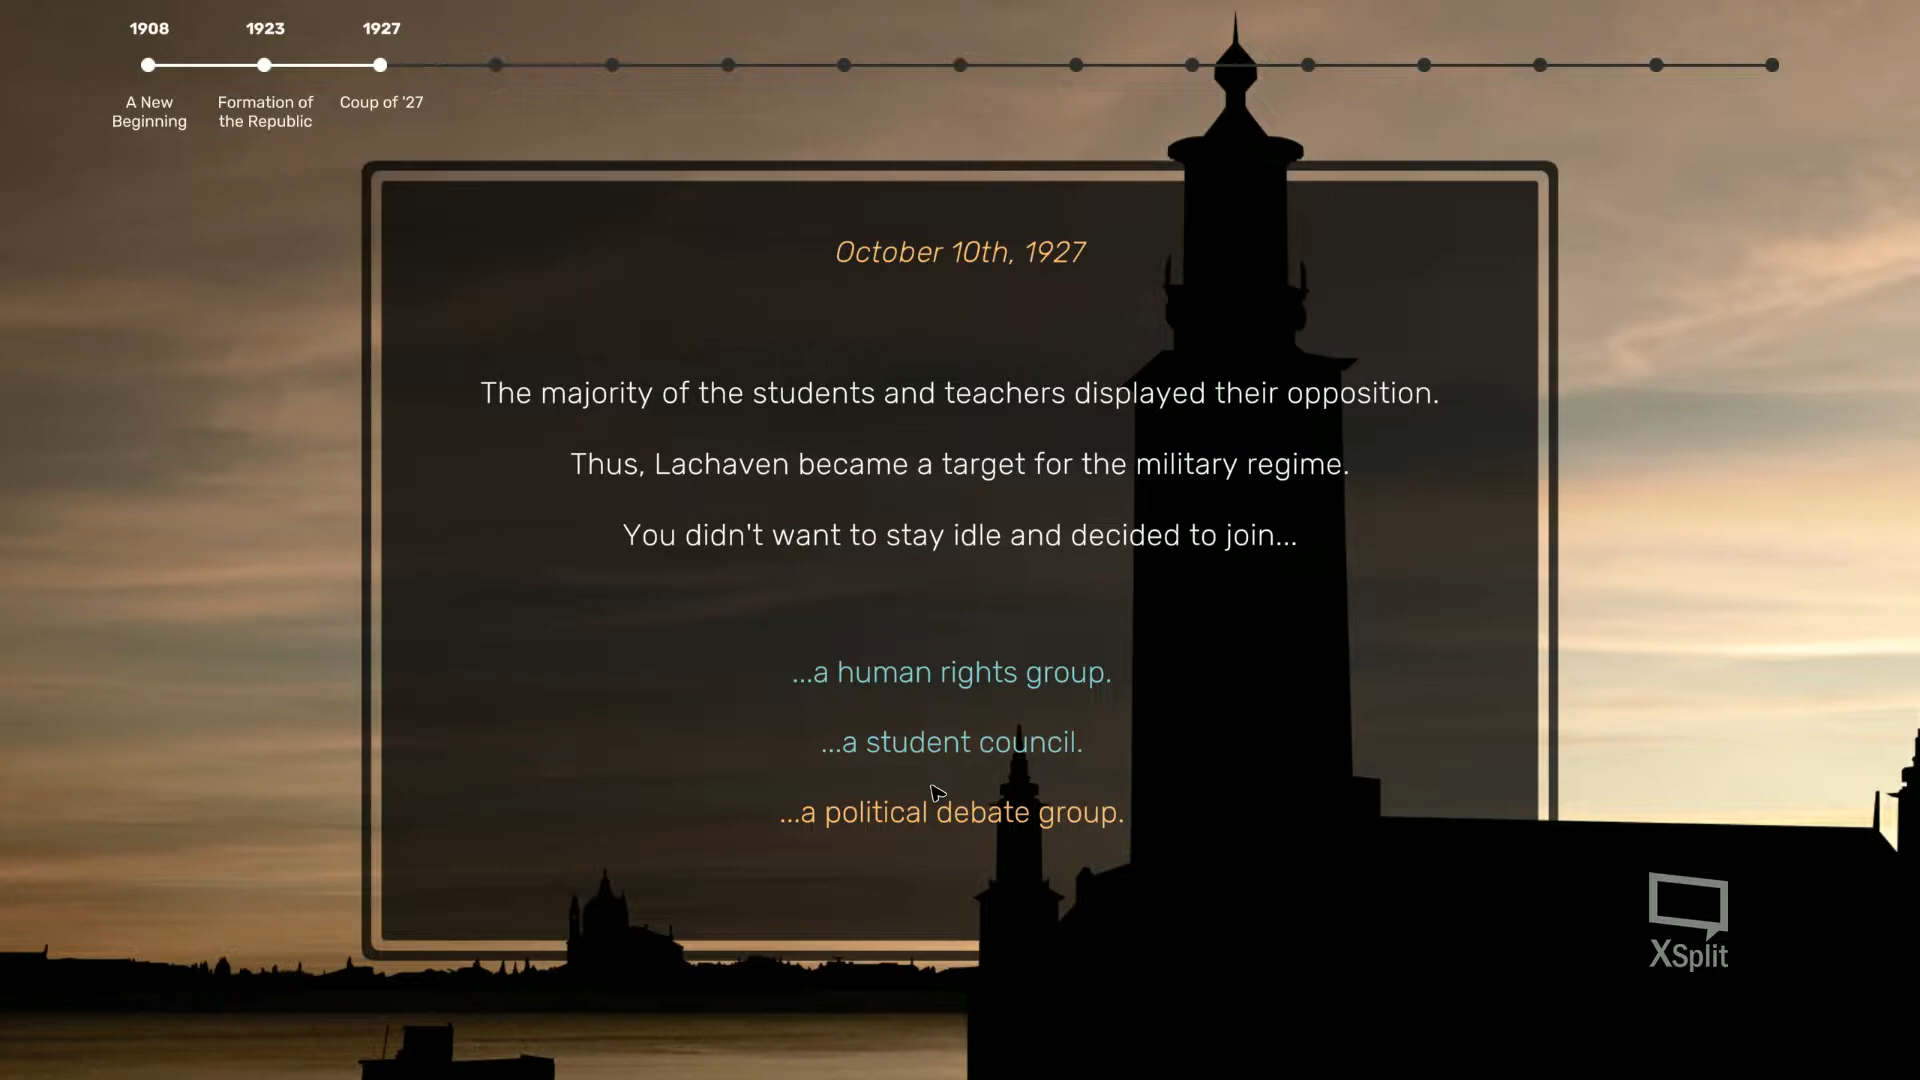 1908
1923
1927
A New
Beginning
Formation of
the Republic
Coup of '27
October 10th, 1927
The majority of the students and teachers displayed their opposition.
Thus, Lachaven became a target for the military regime.
You didn't want to stay idle and decided to join...
...a human rights group.
...a student council.
...a political debate group.
XSplit